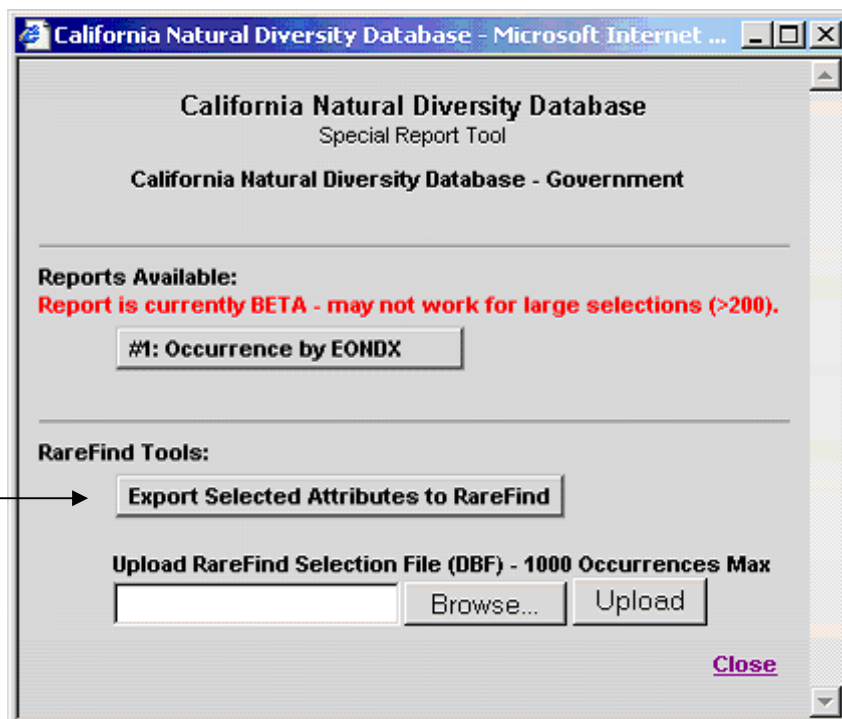 California Natural Diversity Database - Microsoft Internet ...
California Natural Diversity Database
Special Report Tool
California Natural Diversity Database - Government
Reports Available:
Report is currently BETA - may not work for large selections (>200).
#1: Occurrence by EONDX
RareFind Tools:
Export Selected Attributes to RareFind
Upload RareFind Selection File (DBF) - 1000 Occurrences Max
Browse... Upload
Close